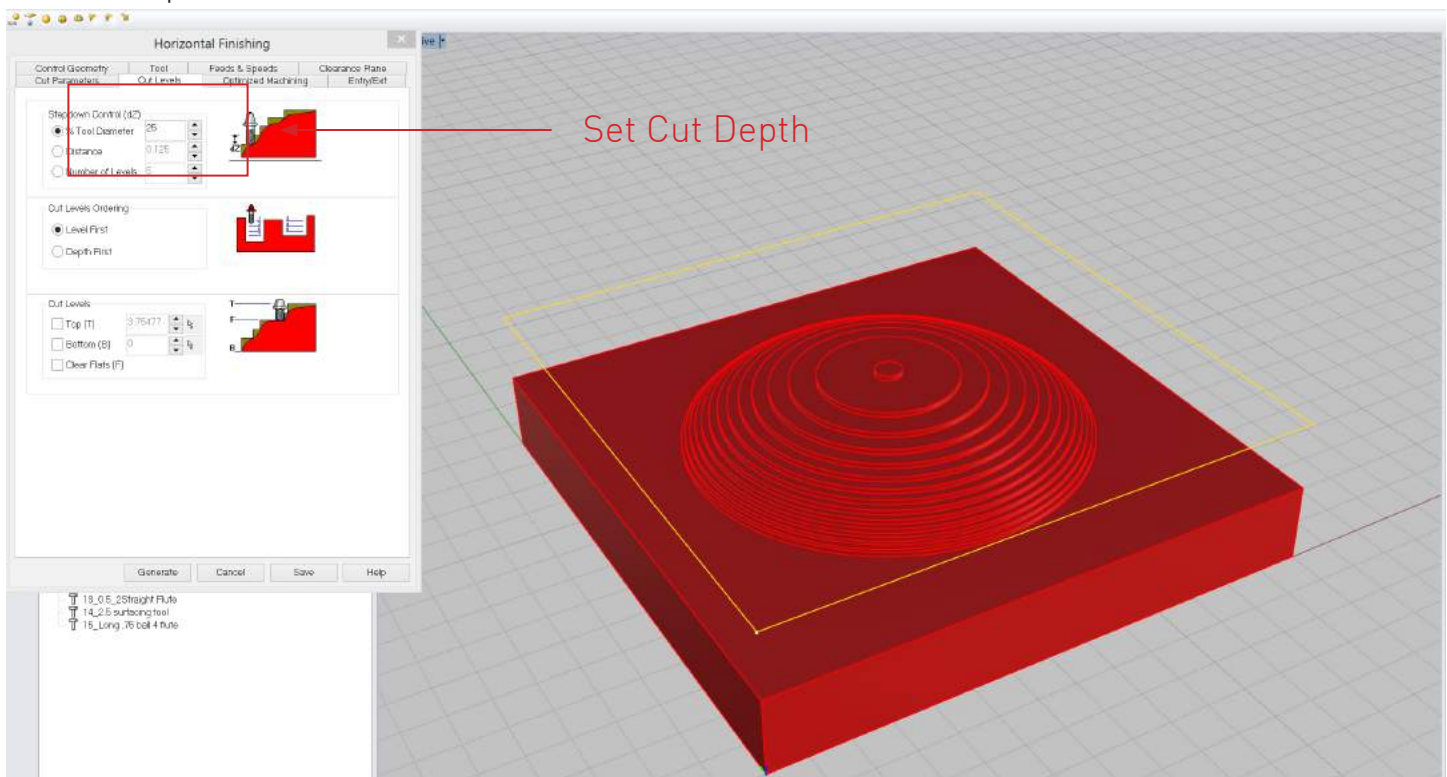 Horizontal Finishing
ive
Control Geometry Tool Feeds & Speeds Clearance Plane
Cut Parameters Cut Levels Optimized Machining Entry/Exit
Stepdown Control (dZ)
% Tool Diameter 25
Distance 0.125
Number of Levels
dZ
Set Cut Depth
Cut Levels Ordering
Level First
Depth First
Cut Levels
Top (T)
Bottom (B) 0
Clear Flats (F)
T
F
B
Generate Cancel Save Help
14_2.5 surfacing tool
15_Long .75 ball 4 flute